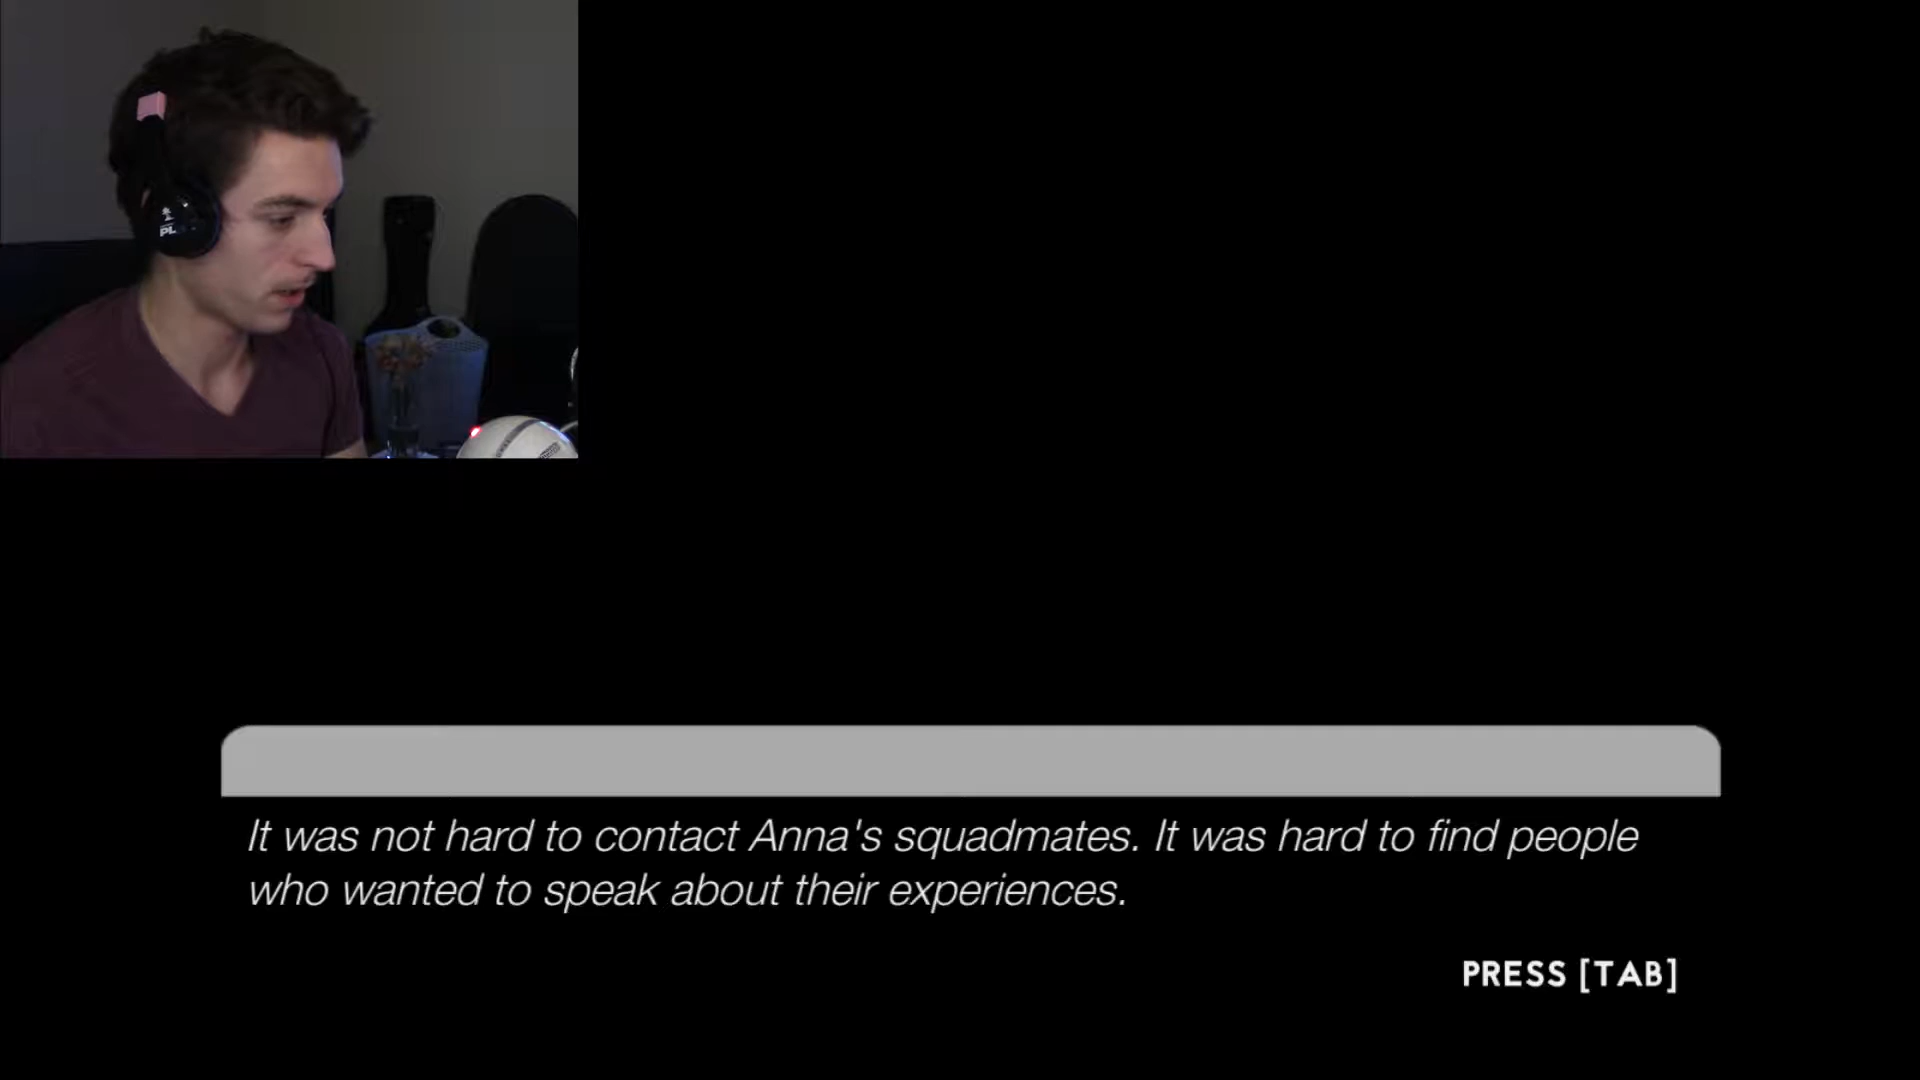 PL
It was not hard to contact Anna's squadmates. It was hard to find people
who wanted to speak about their experiences.
PRESS [TAB]